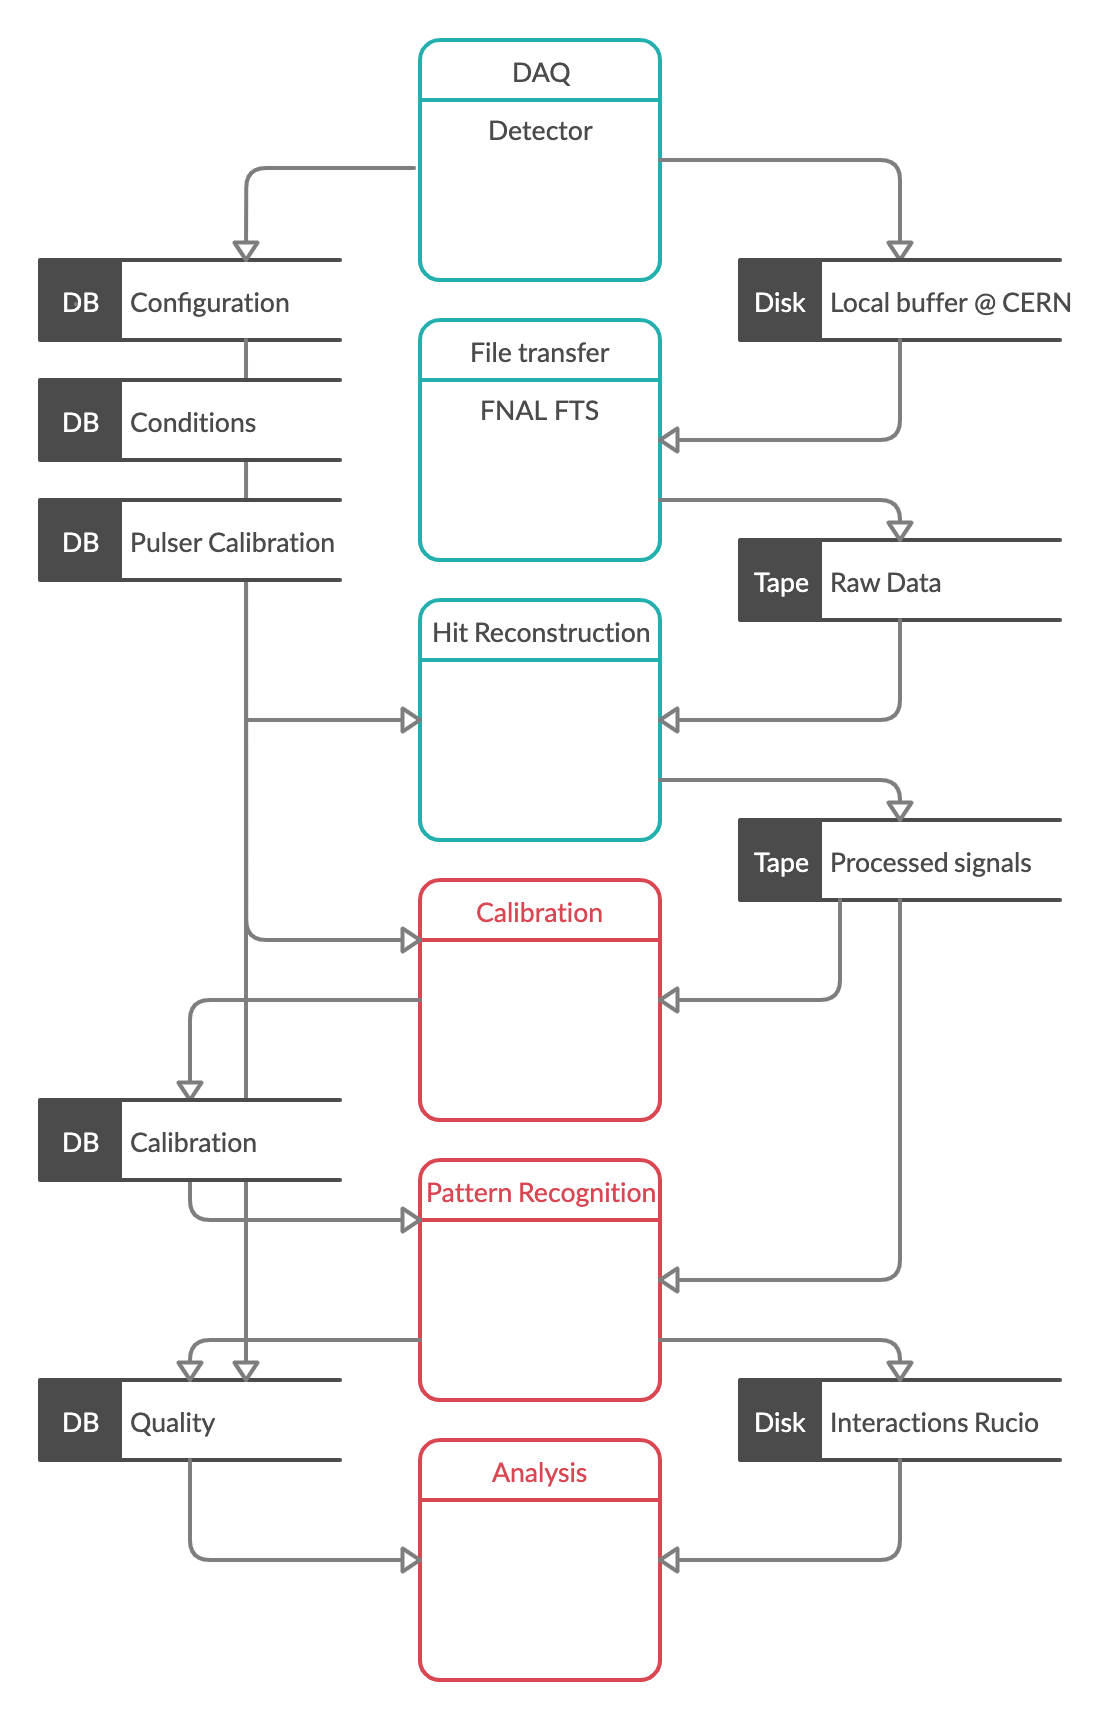 DAQ
Detector
DB Configuration
Disk Local buffer @ CERN
File transfer
FNAL FTS
DB Conditions
DB Pulser Calibration
Tape Raw Data
Hit Reconstruction
Tape Processed signals
Calibration
DB Calibration
Pattern Recognition
DB Quality
Disk Interactions Rucio
Analysis